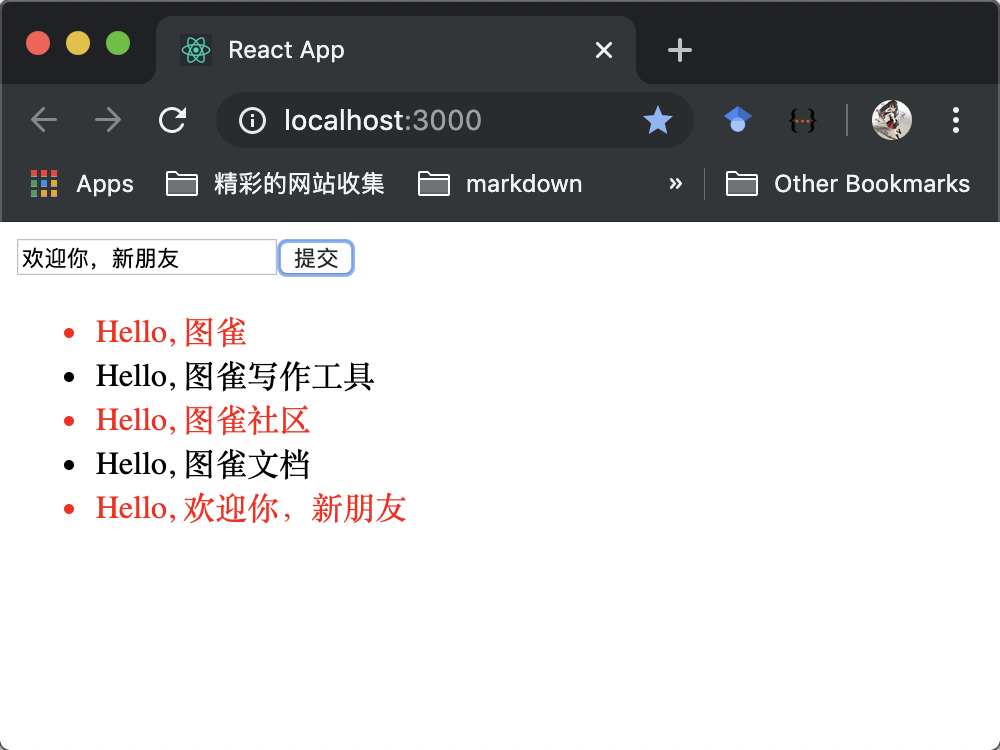 React App
localhost:3000
Apps 精彩的网站收集 markdown » Other Bookmarks
欢迎你，新朋友 提交
Hello, 图雀
Hello, 图雀写作工具
Hello, 图雀社区
Hello, 图雀文档
Hello, 欢迎你，新朋友